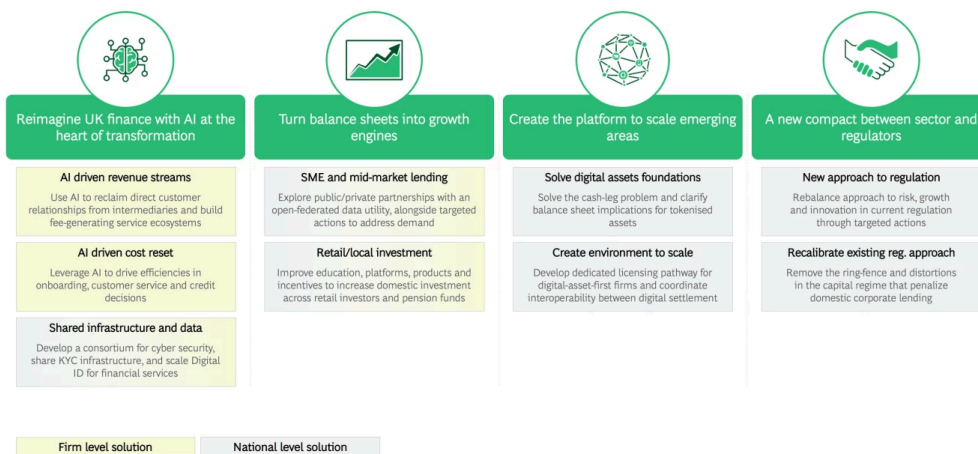 Reimagine UK finance with AI at the
heart of transformation
AI driven revenue streams
Use AI to reclaim direct customer
relationships from intermediaries and build
fee-generating service ecosystems
AI driven cost reset
Leverage AI to drive efficiencies in
onboarding, customer service and credit
decisions
Shared infrastructure and data
Develop a consortium for cyber security,
share KYC infrastructure, and scale Digital
ID for financial services
Turn balance sheets into growth
engines
SME and mid-market lending
Explore public/private partnerships with an
open-federated data utility, alongside targeted
actions to address demand
Retail/local investment
Improve education, platforms, products and
incentives to increase domestic investment
across retail investors and pension funds
Create the platform to scale emerging
areas
Solve digital assets foundations
Solve the cash-leg problem and clarify
balance sheet implications for tokenised
assets
Create environment to scale
Develop dedicated licensing pathway for
digital-asset-first firms and coordinate
interoperability between digital settlement
A new compact between sector and
regulators
New approach to regulation
Rebalance approach to risk, growth
and innovation in current regulation
through targeted actions
Recalibrate existing reg. approach
Remove the ring-fence and distortions
in the capital regime that penalize
domestic corporate lending
Firm level solution
National level solution